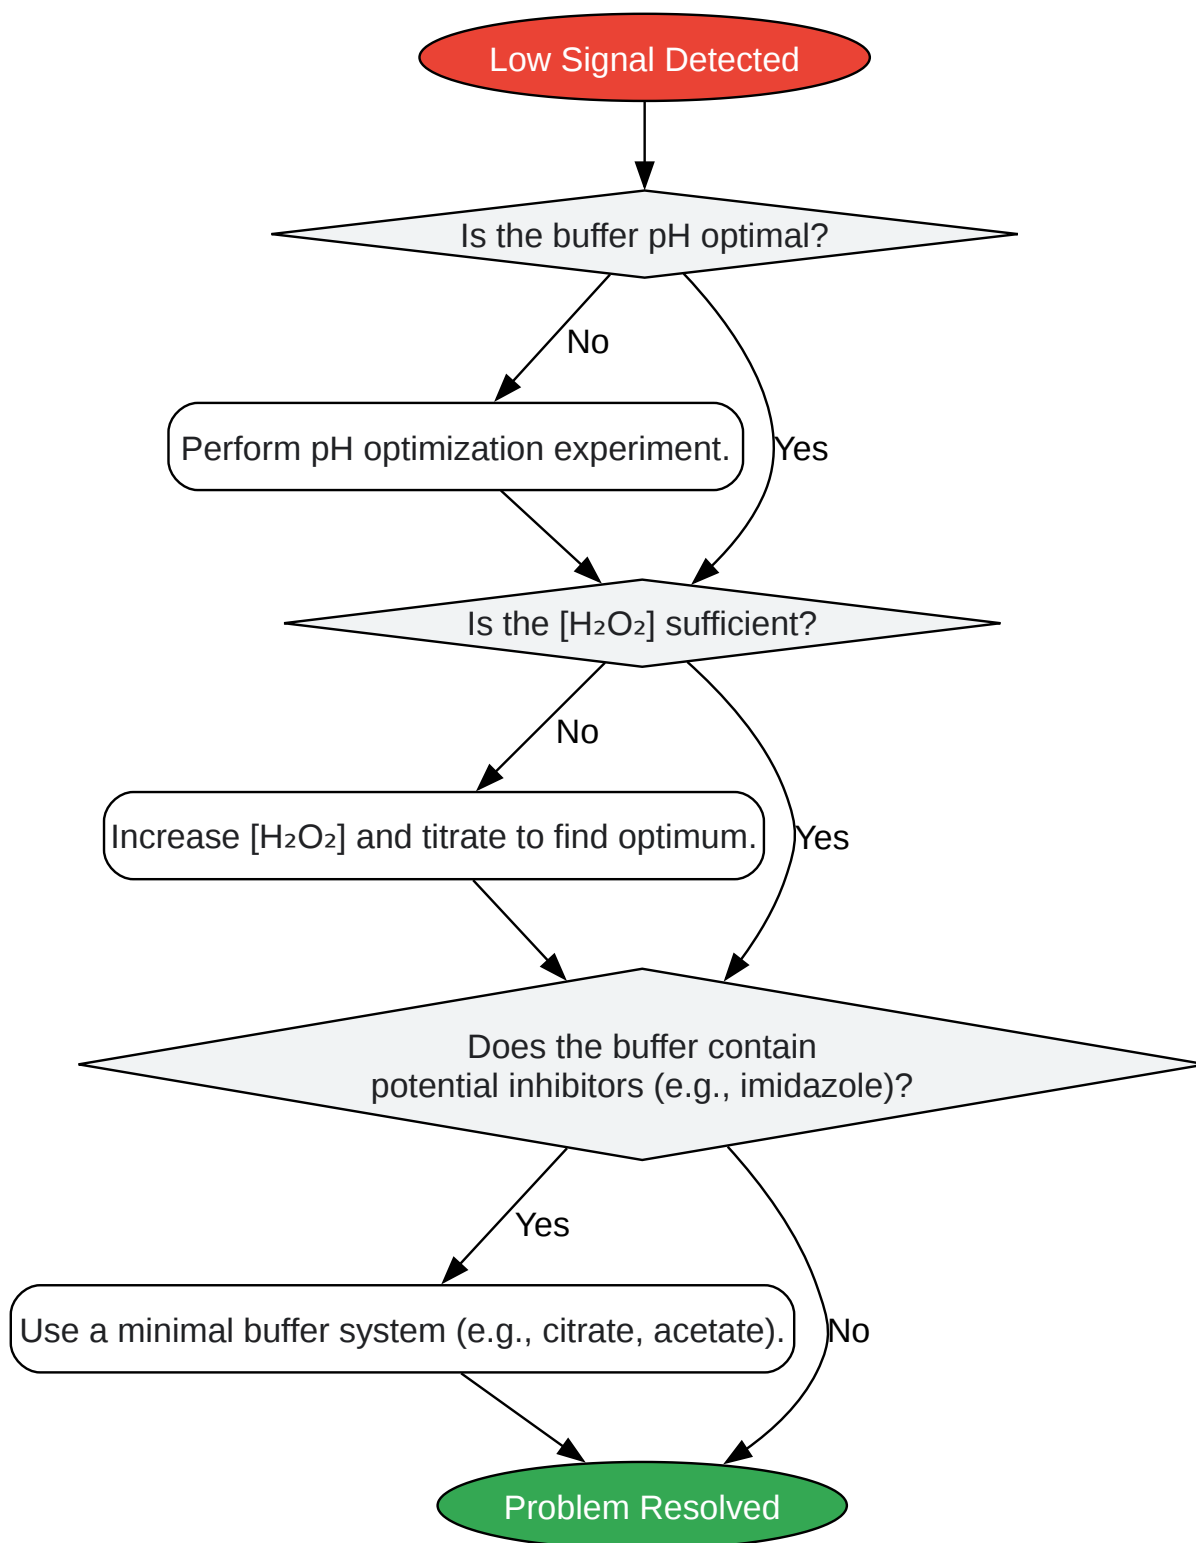 Low Signal Detected
Is the buffer pH optimal?
No
Perform pH optimization experiment.
Yes
Is the [H₂O₂] sufficient?
No
Increase [H₂O₂] and titrate to find optimum.
Yes
Does the buffer contain
potential inhibitors (e.g., imidazole)?
Yes
Use a minimal buffer system (e.g., citrate, acetate).
No
Problem Resolved